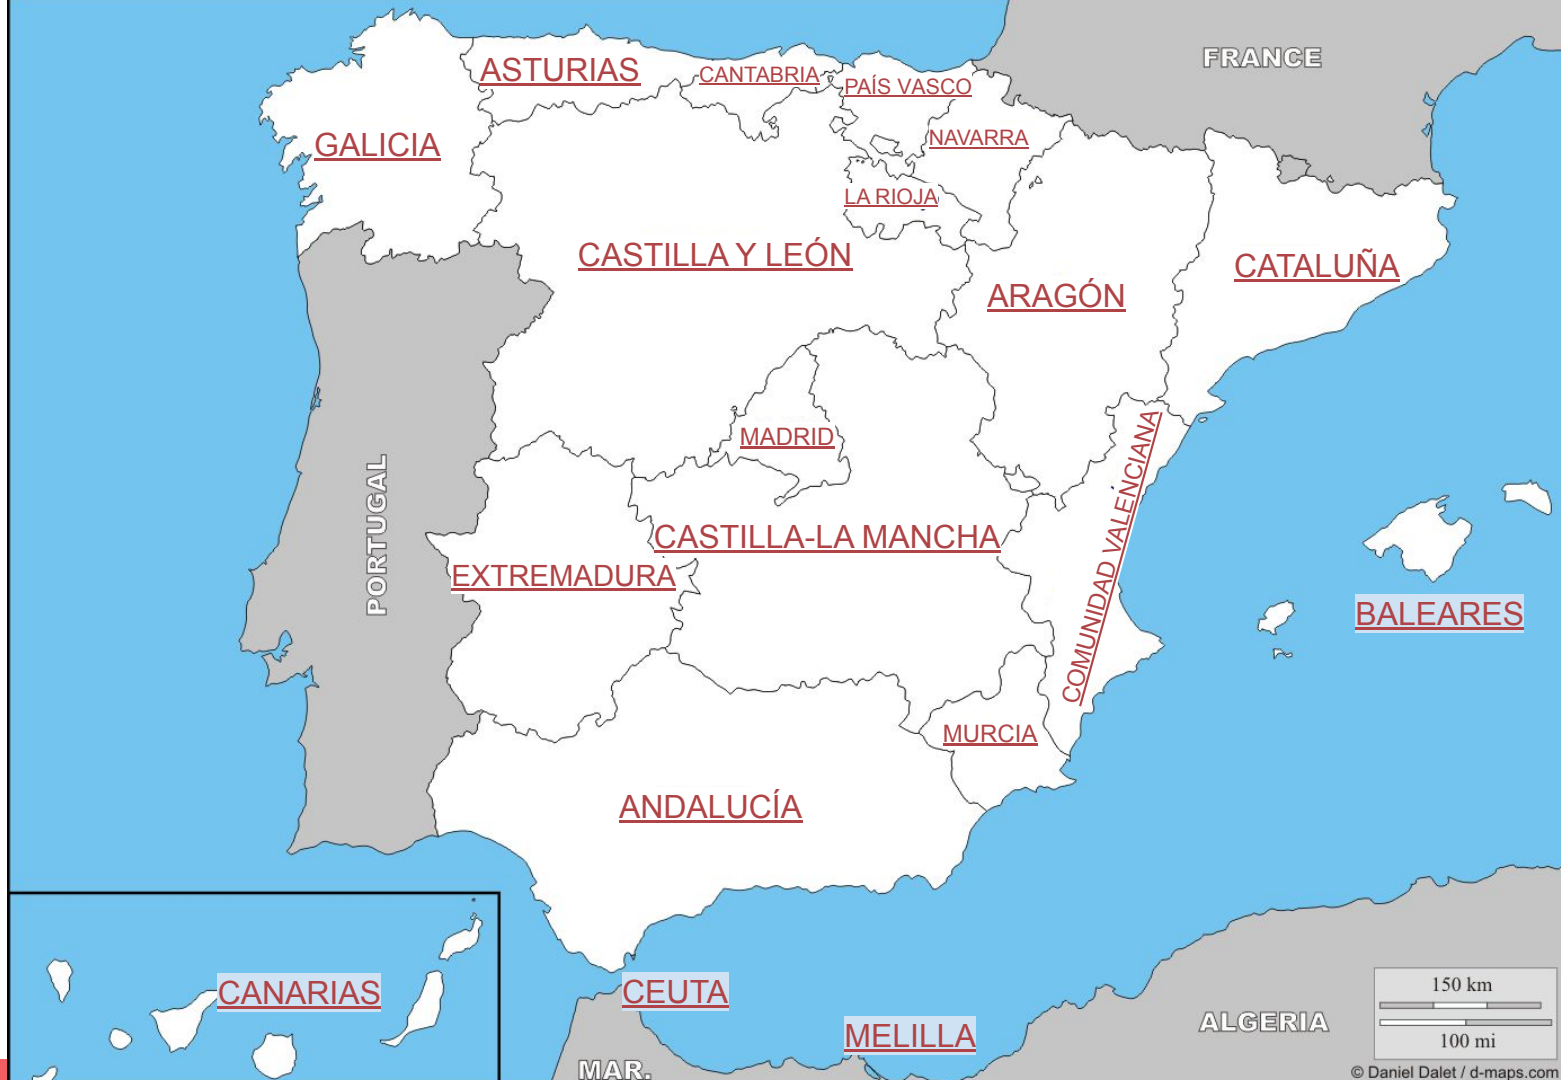 FRANCE
ASTURIAS
CANTABRIA
PAÍS VASCO
GALICIA
NAVARRA
LA RIOJA
CASTILLA Y LEÓN
CATALUÑA
ARAGÓN
MADRID
COMUNIDAD VALENCIANA
PORTUGAL
CASTILLA-LA MANCHA
EXTREMADURA
BALEARES
MURCIA
ANDALUCÍA
CANARIAS
CEUTA
MELILLA
ALGERIA
MAR.
150 km
100 mi
© Daniel Dalet / d-maps.com